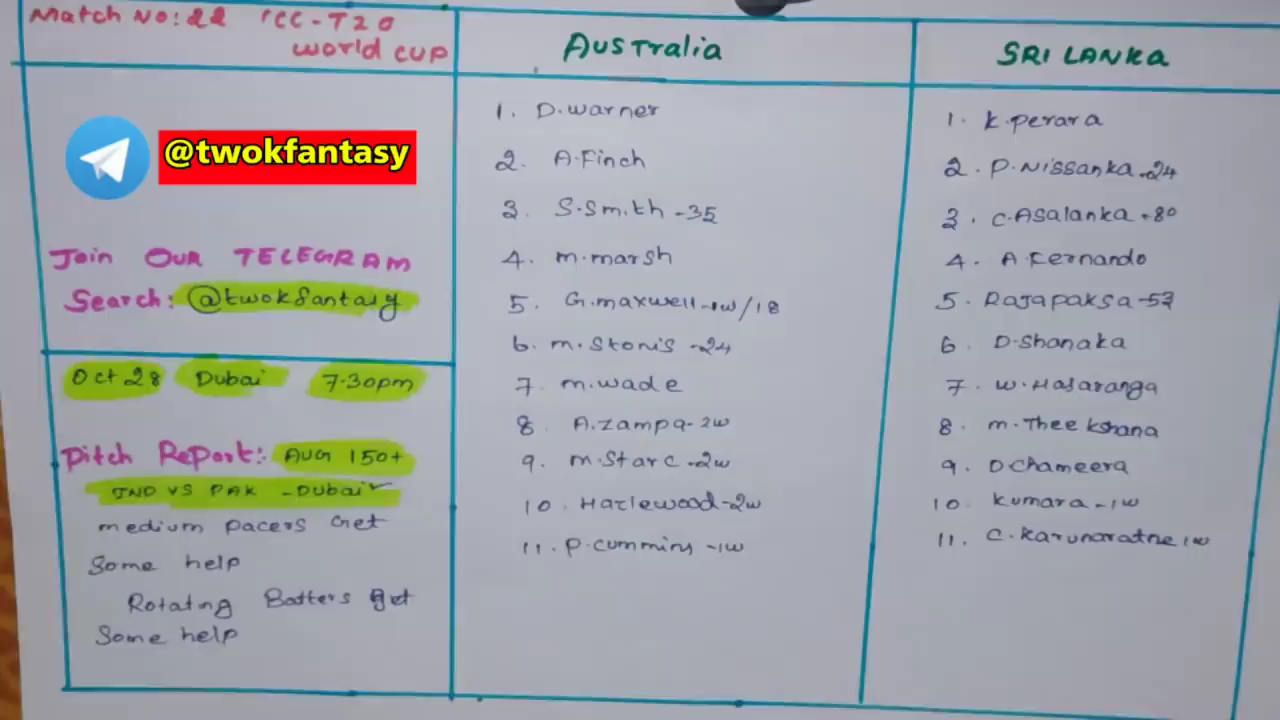 Match No: 22 ICC-T20
World CUP
@twokfantasy
Join OUR TELEGRAM
Search: @twokfantasy
Oct 28 Dubai 7.30pm
Pitch Report: AUG 150+
IND VS PAK - Dubai
medium pacers Get
Some help
Rotating Batters get
Some help
AUSTralia
1. D.warner
2. A.Finch
3. S.Smith -35
4. M.marsh
5. G.maxwell -1w/18
6. M.Stonis -24
7. M.wade
8. A.Zampa-2w
9. M.Starc -2w
10. Hazlewood-2w
11. P.cummins -1w
SRI LANKA
1. K.perara
2. P.Nissanka -24
3. C.Asalanka -80
4. A.Fernando
5. Rajapaksa -53
6. D.Shanaka
7. W.Hasaranga
8. M.Theekshana
9. D Chameera
10. Kumara -1w
11. C.Karunaratne 1w